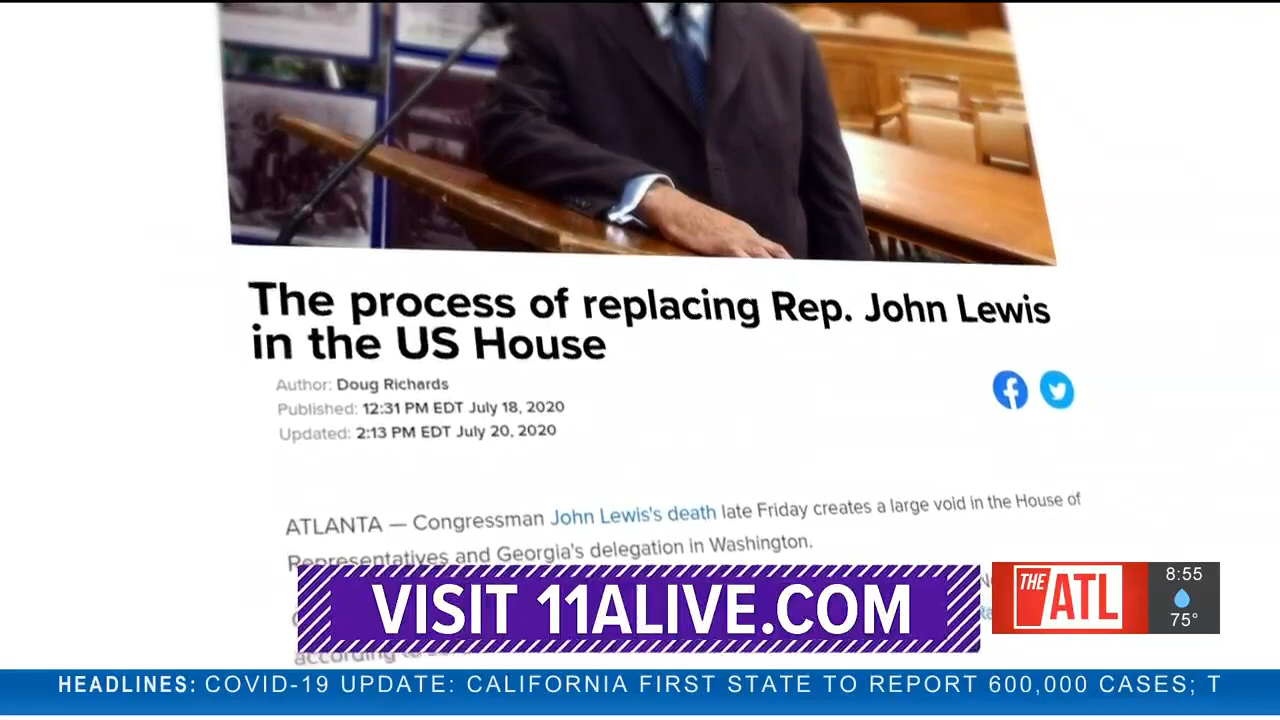 The process of replacing Rep. John Lewis
in the US House
Author: Doug Richards
Published: 12:31 PM EDT July 18, 2020
Updated: 2:13 PM EDT July 20, 2020
ATLANTA — Congressman John Lewis's death late Friday creates a large void in the House of
Representatives and Georgia's delegation in Washington.
according to
VISIT 11ALIVE.COM
THE ATL
8:55
75°
HEADLINES: COVID-19 UPDATE: CALIFORNIA FIRST STATE TO REPORT 600,000 CASES; T